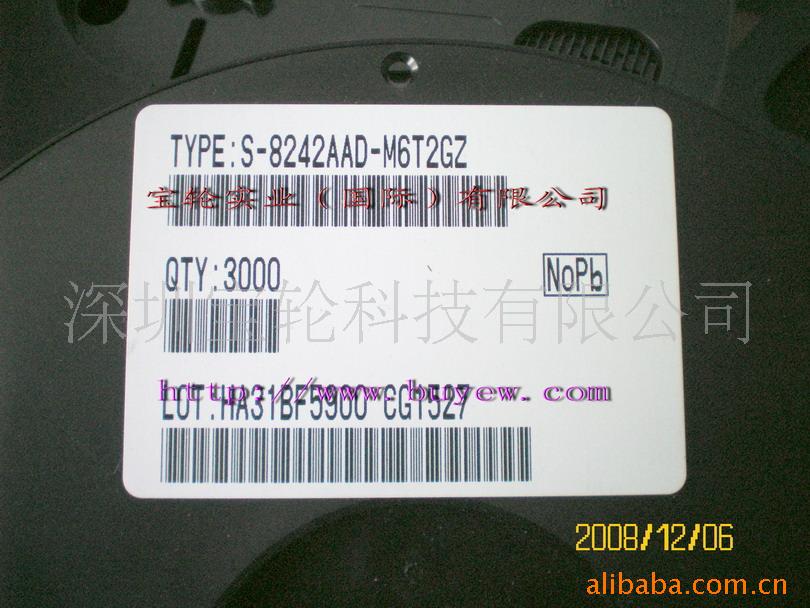 TYPE:S-8242AAD-M6T2GZ
宝轮实业（国际）有限公司
QTY:3000
NoPb
深圳宝轮科技有限公司
http://www.buyew.com
LOT:HA31BF5900 CG1527
2008/12/06
alibaba.com.cn